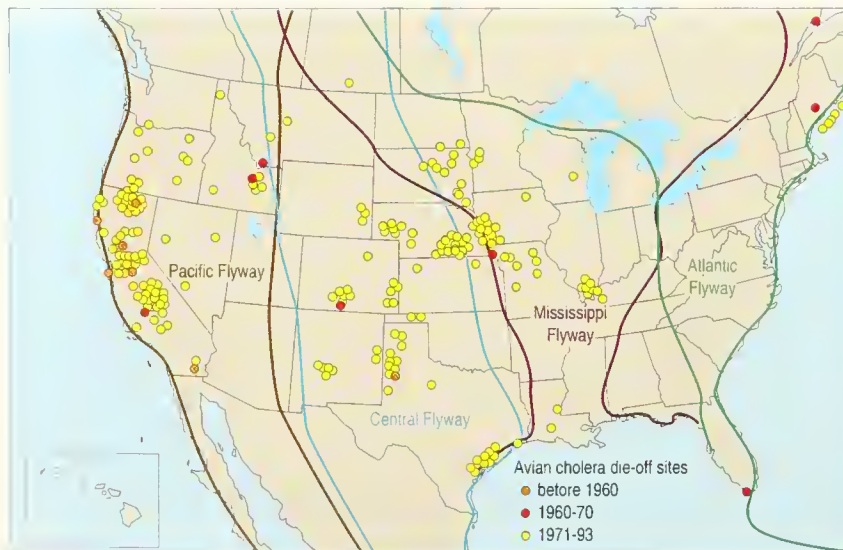 Pacific Flyway
Atlantic
Flyway
Mississippi
Flyway
Central Flyway
Avian cholera die-off sites
before 1960
1960-70
1971-93